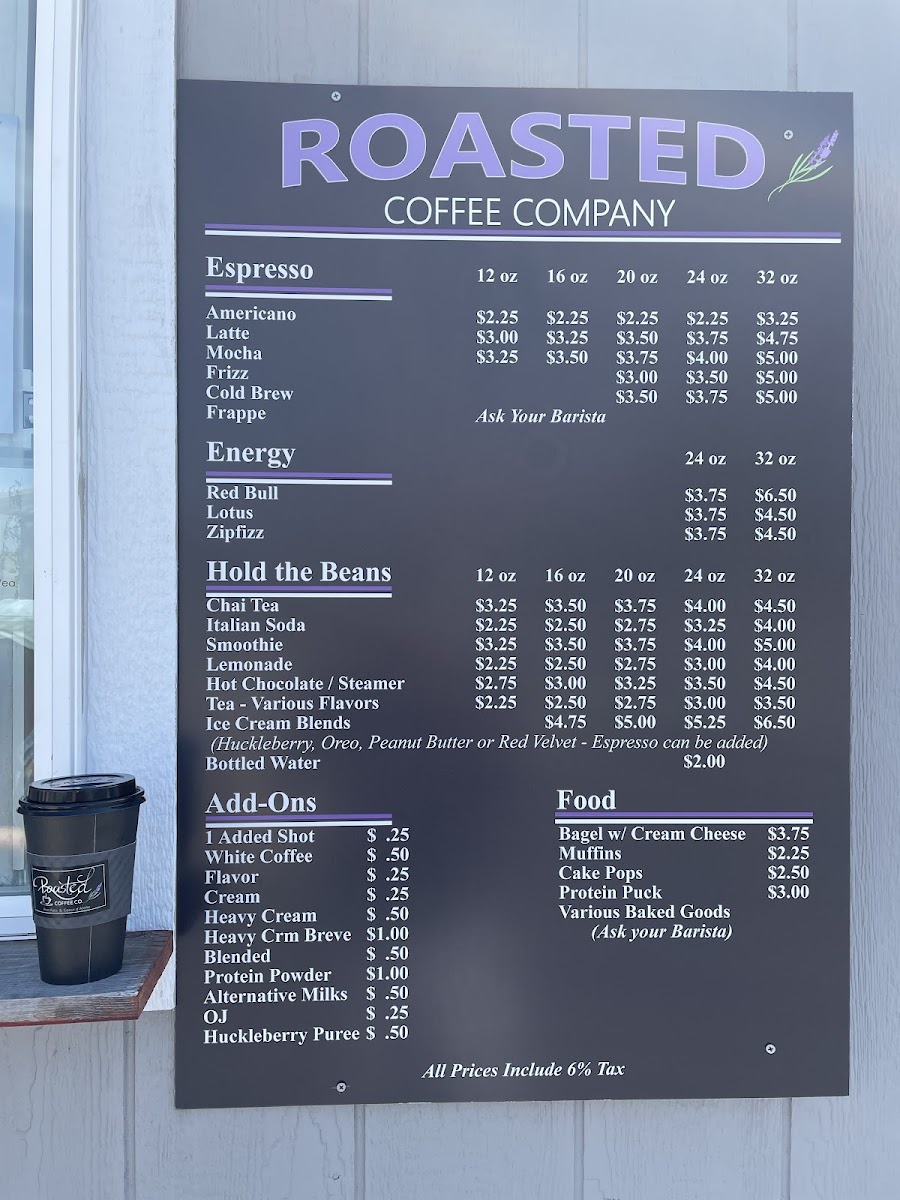 ROASTED
COFFEE COMPANY
Espresso 12 oz 16 oz 20 oz 24 oz 32 oz
Americano $2.25 $2.25 $2.25 $2.25 $3.25
Latte $3.00 $3.25 $3.50 $3.75 $4.75
Mocha $3.25 $3.50 $3.75 $4.00 $5.00
Frizz $3.00 $3.50 $5.00
Cold Brew $3.50 $3.75 $5.00
Frappe Ask Your Barista
Energy 24 oz 32 oz
Red Bull $3.75 $6.50
Lotus $3.75 $4.50
Zipfizz $3.75 $4.50
Hold the Beans 12 oz 16 oz 20 oz 24 oz 32 oz
Chai Tea $3.25 $3.50 $3.75 $4.00 $4.50
Italian Soda $2.25 $2.50 $2.75 $3.25 $4.00
Smoothie $3.25 $3.50 $3.75 $4.00 $5.00
Lemonade $2.25 $2.50 $2.75 $3.00 $4.00
Hot Chocolate / Steamer $2.75 $3.00 $3.25 $3.50 $4.50
Tea - Various Flavors $2.25 $2.50 $2.75 $3.00 $3.50
Ice Cream Blends $4.75 $5.00 $5.25 $6.50
(Huckleberry, Oreo, Peanut Butter or Red Velvet - Espresso can be added)
Bottled Water $2.00
Add-Ons
1 Added Shot $ .25
White Coffee $ .50
Flavor $ .25
Cream $ .25
Heavy Cream $ .50
Heavy Crm Breve $1.00
Blended $ .50
Protein Powder $1.00
Alternative Milks $ .50
OJ $ .25
Huckleberry Puree $ .50
Food
Bagel w/ Cream Cheese $3.75
Muffins $2.25
Cake Pops $2.50
Protein Puck $3.00
Various Baked Goods
(Ask your Barista)
All Prices Include 6% Tax
Roasted
COFFEE CO.